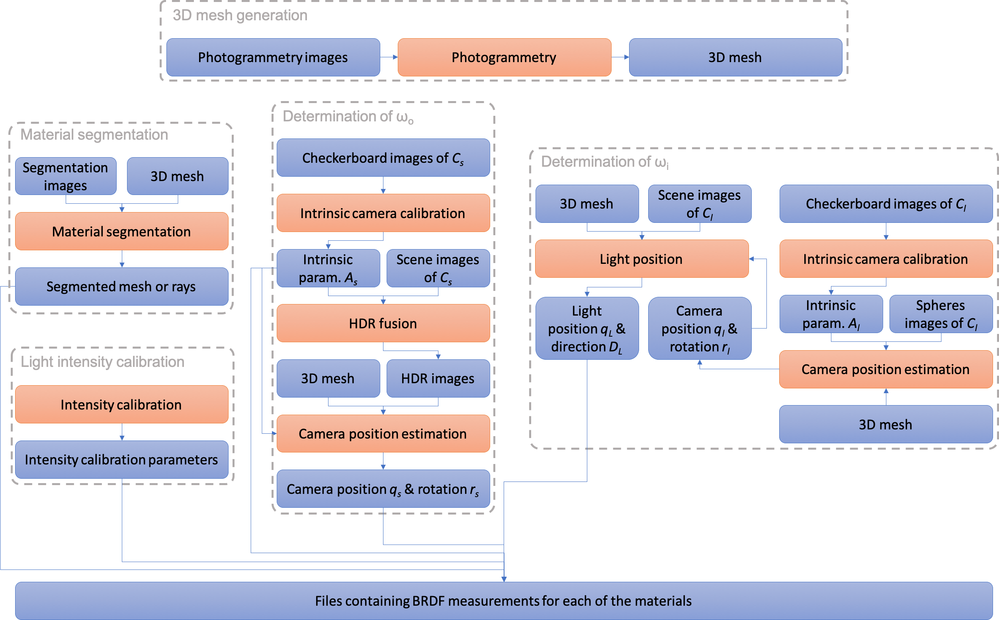 3D mesh generation
Photogrammetry images
Photogrammetry
3D mesh
Material segmentation
Segmentation
images
3D mesh
Material segmentation
Segmented mesh or rays
Light intensity calibration
Intensity calibration
Intensity calibration parameters
Determination of ωo
Checkerboard images of Cs
Intrinsic camera calibration
Intrinsic
param. As
Scene images
of Cs
HDR fusion
3D mesh
HDR images
Camera position estimation
Camera position qs & rotation rs
Determination of ωi
3D mesh
Scene images
of Cl
Light position
Light
position qL &
direction DL
Camera
position ql &
rotation rl
Checkerboard images of Cl
Intrinsic camera calibration
Intrinsic
param. Al
Spheres
images of Cl
Camera position estimation
3D mesh
Files containing BRDF measurements for each of the materials